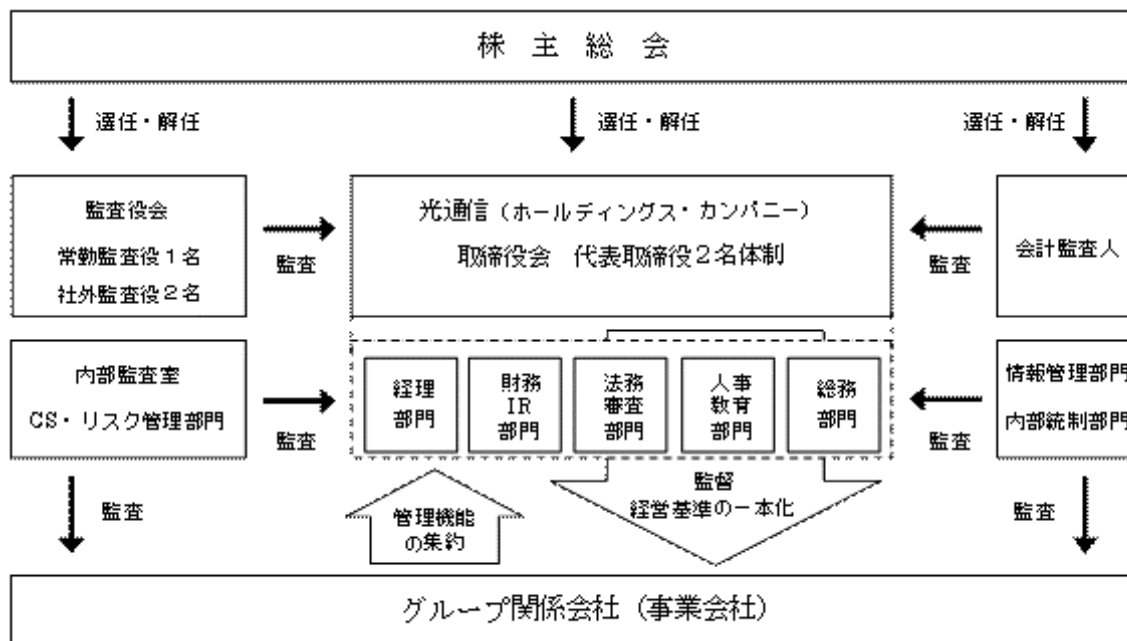 株 主 総 会
選任・解任
選任・解任
選任・解任
監査役会
常勤監査役1名
社外監査役2名
監査
光通信(ホールディングス・カンパニー)
取締役会 代表取締役2名体制
監査
会計監査人
内部監査室
CS・リスク管理部門
監査
経理
部門
財務
IR
部門
法務
審査
部門
人事
教育
部門
総務
部門
監査
情報管理部門
内部統制部門
監査
管理機能
の集約
監督
経営基準の一本化
監査
グループ関係会社(事業会社)